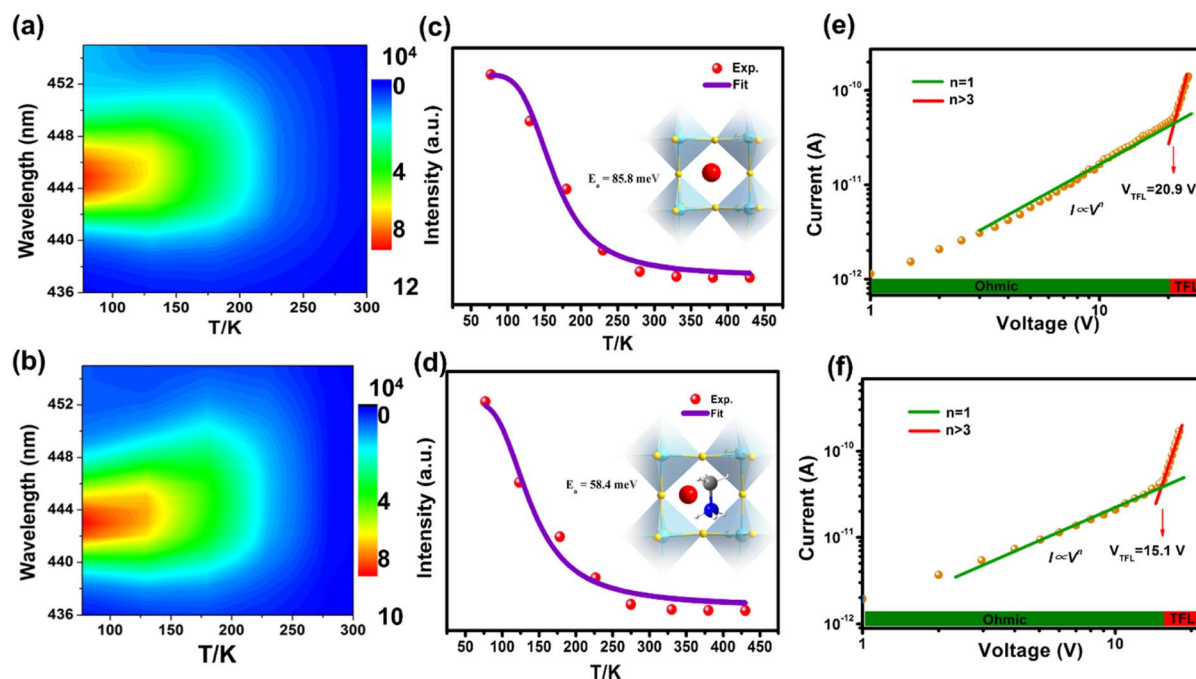 (a)
Wavelength (nm)
452
448
444
440
436
100
150
200
250
300
T/K
10⁴
0
4
8
12
(c)
Intensity (a.u.)
Exp.
Fit
Eₐ = 85.8 meV
50
100
150
200
250
300
350
400
450
T/K
(e)
Current (A)
10⁻¹⁰
10⁻¹¹
10⁻¹²
n=1
n>3
I∝Vⁿ
V_TFL=20.9 V
Ohmic
TFL
1
10
Voltage (V)
(b)
Wavelength (nm)
452
448
444
440
436
100
150
200
250
300
T/K
10⁴
0
4
8
10
(d)
Intensity (a.u.)
Exp.
Fit
Eₐ = 58.4 meV
50
100
150
200
250
300
350
400
450
T/K
(f)
Current (A)
10⁻¹⁰
10⁻¹¹
10⁻¹²
n=1
n>3
I∝Vⁿ
V_TFL=15.1 V
Ohmic
TFL
1
10
Voltage (V)